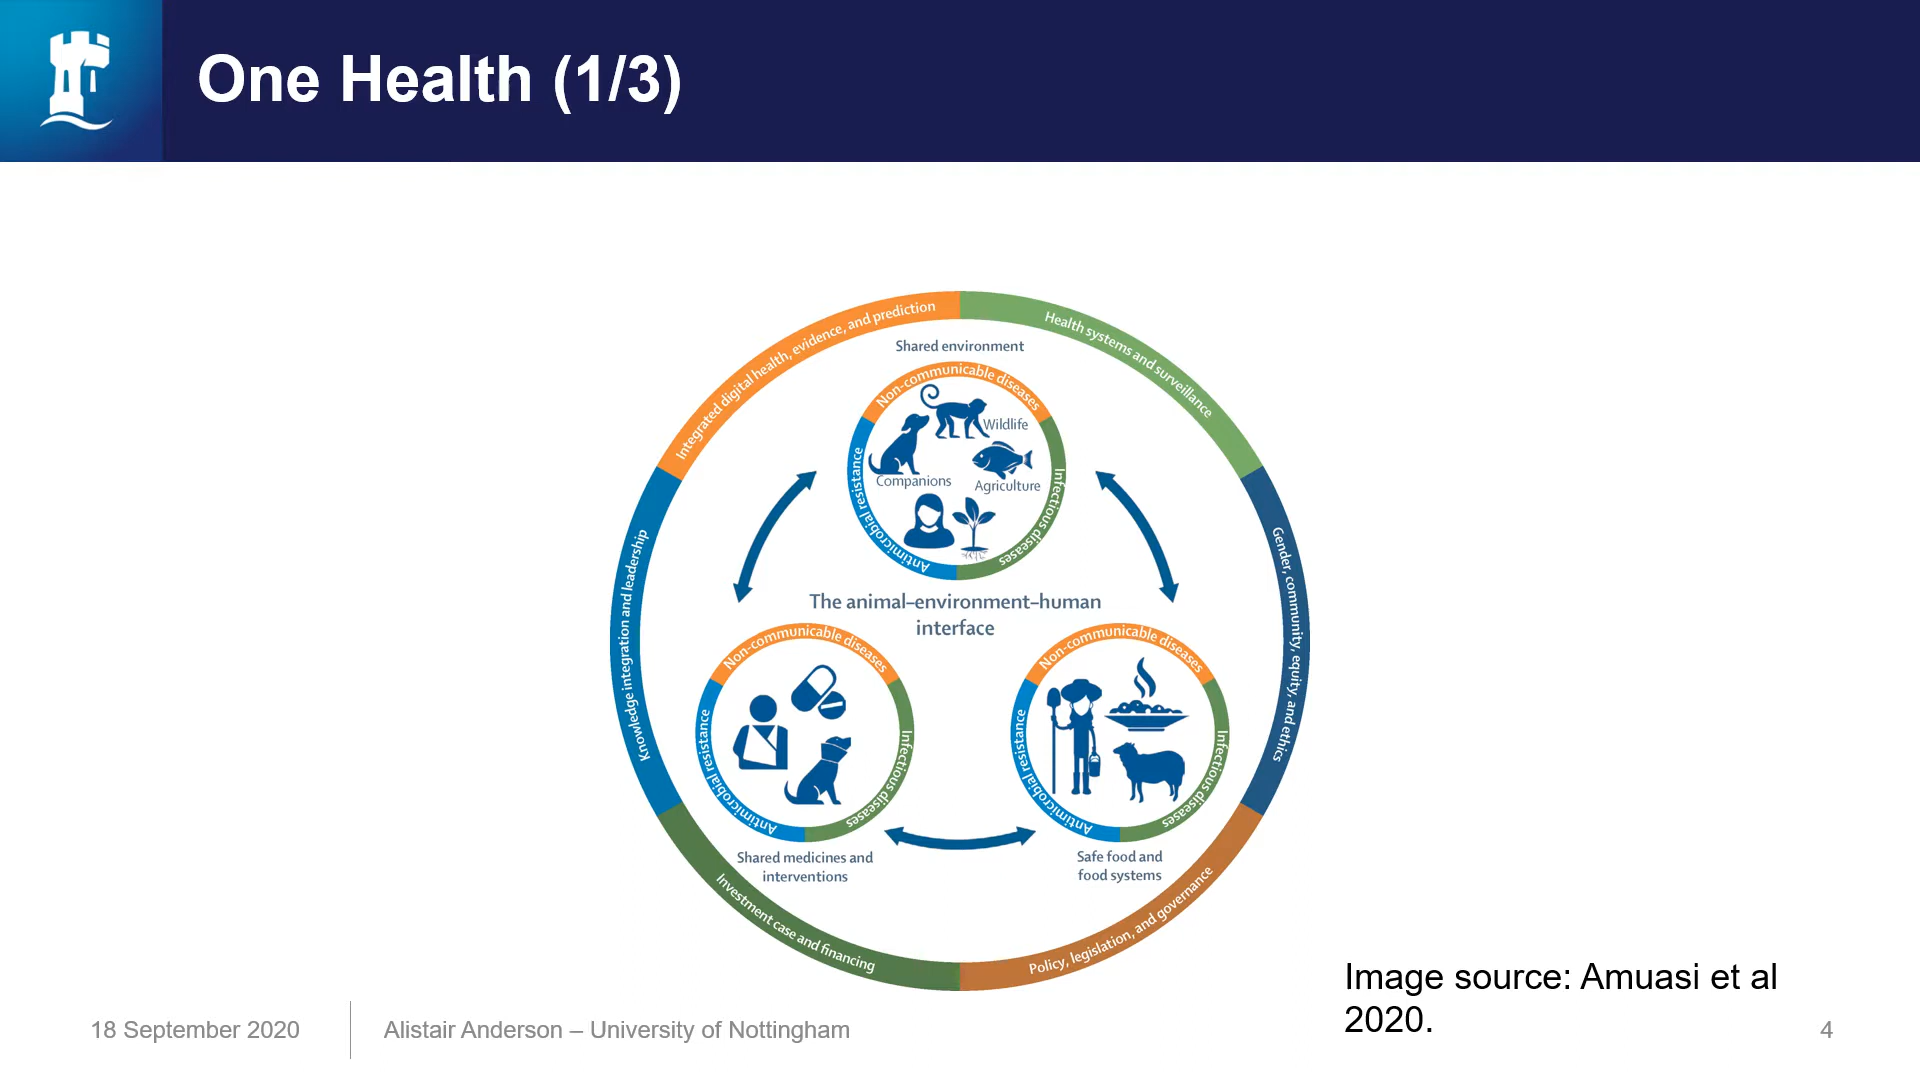 One Health (1/3)
Integrated digital health, evidence, and prediction
Health systems and surveillance
Gender, community, equity, and ethics
Policy, legislation, and governance
Investment case and financing
Knowledge integration and leadership
Shared environment
Non-communicable diseases
Infectious diseases
Antimicrobial resistance
Wildlife
Companions
Agriculture
The animal–environment–human
interface
Non-communicable diseases
Infectious diseases
Antimicrobial resistance
Shared medicines and
interventions
Non-communicable diseases
Infectious diseases
Antimicrobial resistance
Safe food and
food systems
Image source: Amuasi et al
2020.
18 September 2020
Alistair Anderson – University of Nottingham
4